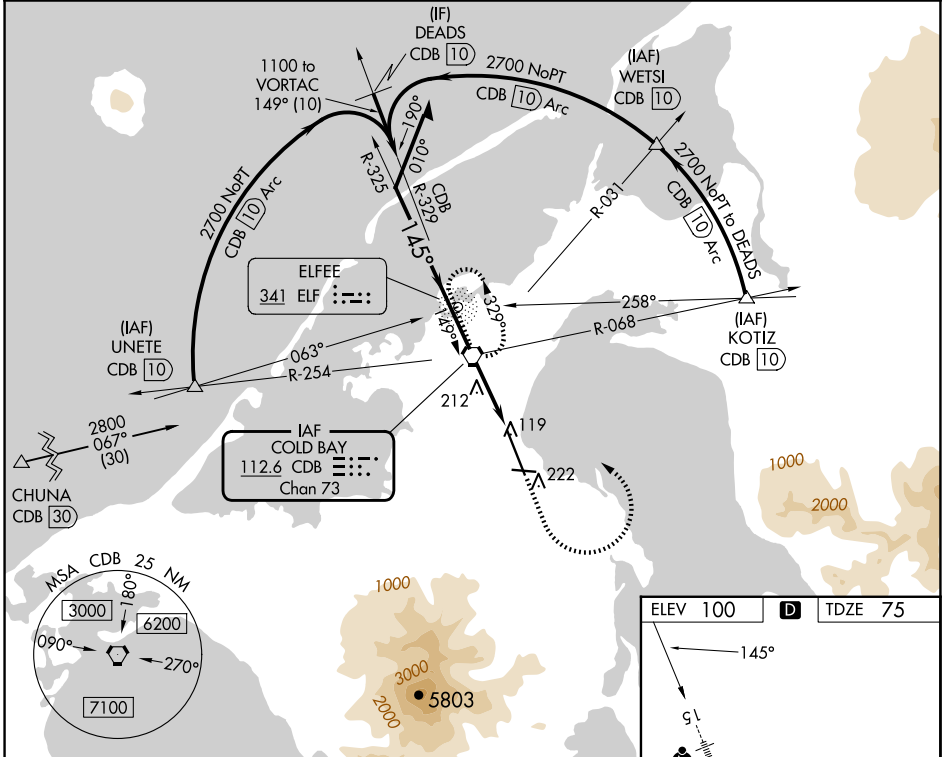 (IF)
DEADS
CDB 10
1100 to
VORTAC
149° (10)
2700 NoPT
CDB 10 Arc
(IAF)
WETSI
CDB 10
190°
010°
R-325
CDB
R-329
2700 NoPT
CDB 10 Arc
R-031
2700 NoPT to DEADS
CDB 10 Arc
145°
ELFEE
341 ELF
329°
149°
258°
R-068
(IAF)
KOTIZ
CDB 10
(IAF)
UNETE
CDB 10
063°
R-254
212
119
222
IAF
COLD BAY
112.6 CDB
Chan 73
2800
067°
(30)
CHUNA
CDB 30
1000
2000
MSA CDB 25 NM
180°
3000
6200
090°
270°
7100
1000
3000
2000
5803
ELEV 100
D
TDZE 75
145°
15